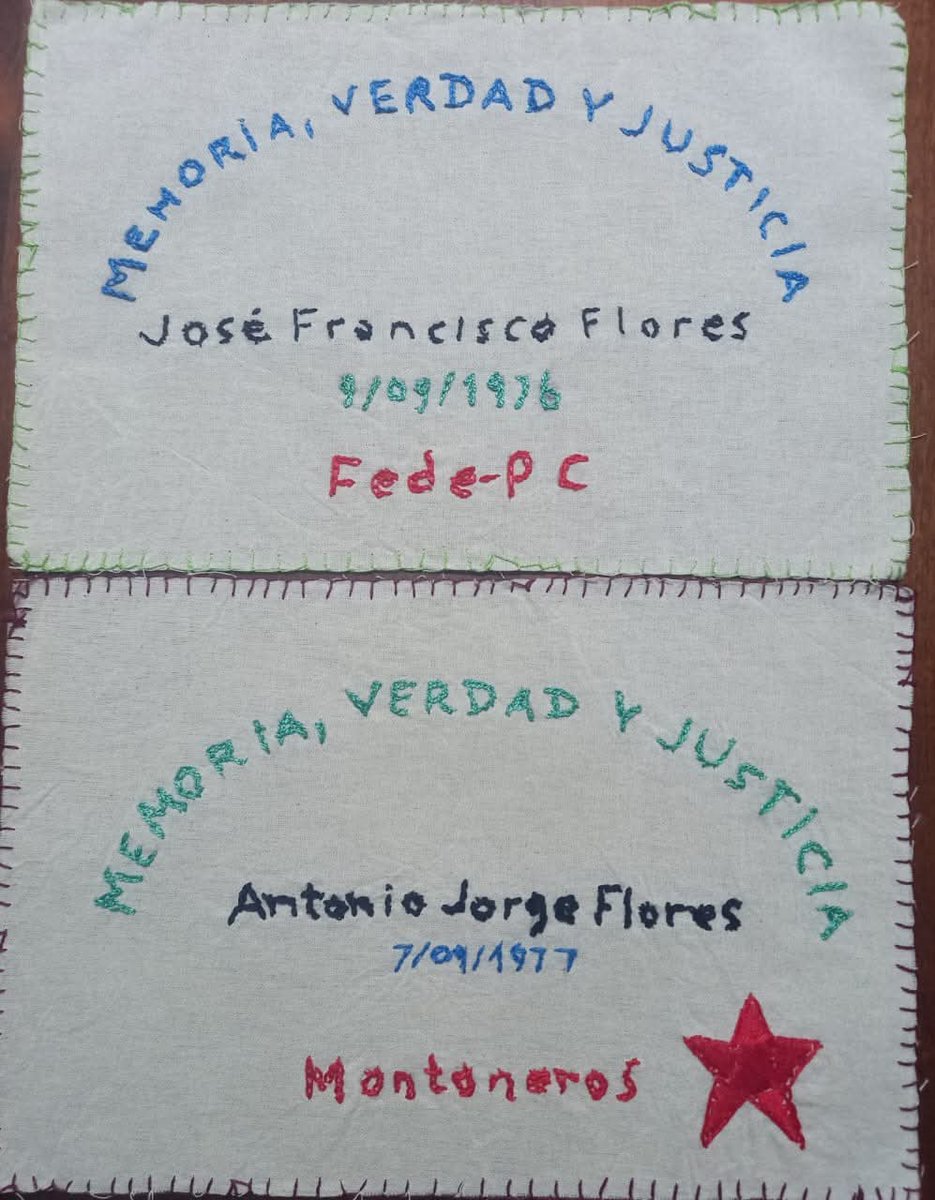 MEMORIA, VERDAD Y JUSTICIA
José Francisco Flores
9/09/1976
Fede-PC
MEMORIA, VERDAD Y JUSTICIA
Antonio Jorge Flores
7/09/1977
Montoneros